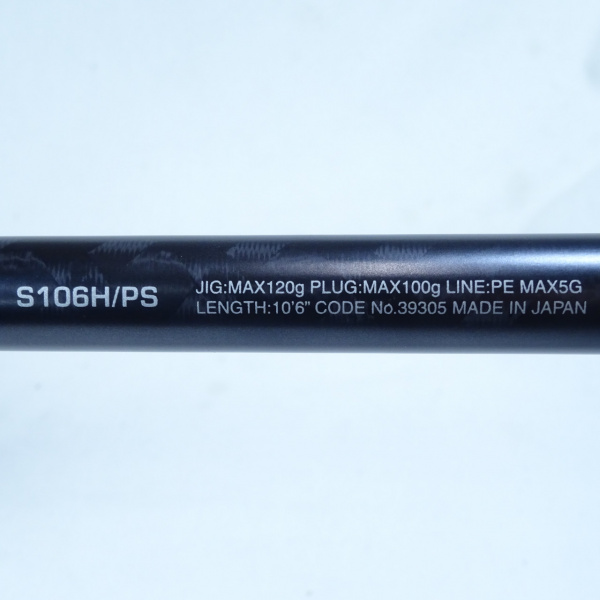 S106H/PS
JIG:MAX120g PLUG:MAX100g LINE:PE MAX5G
LENGTH:10'6" CODE No.39305 MADE IN JAPAN